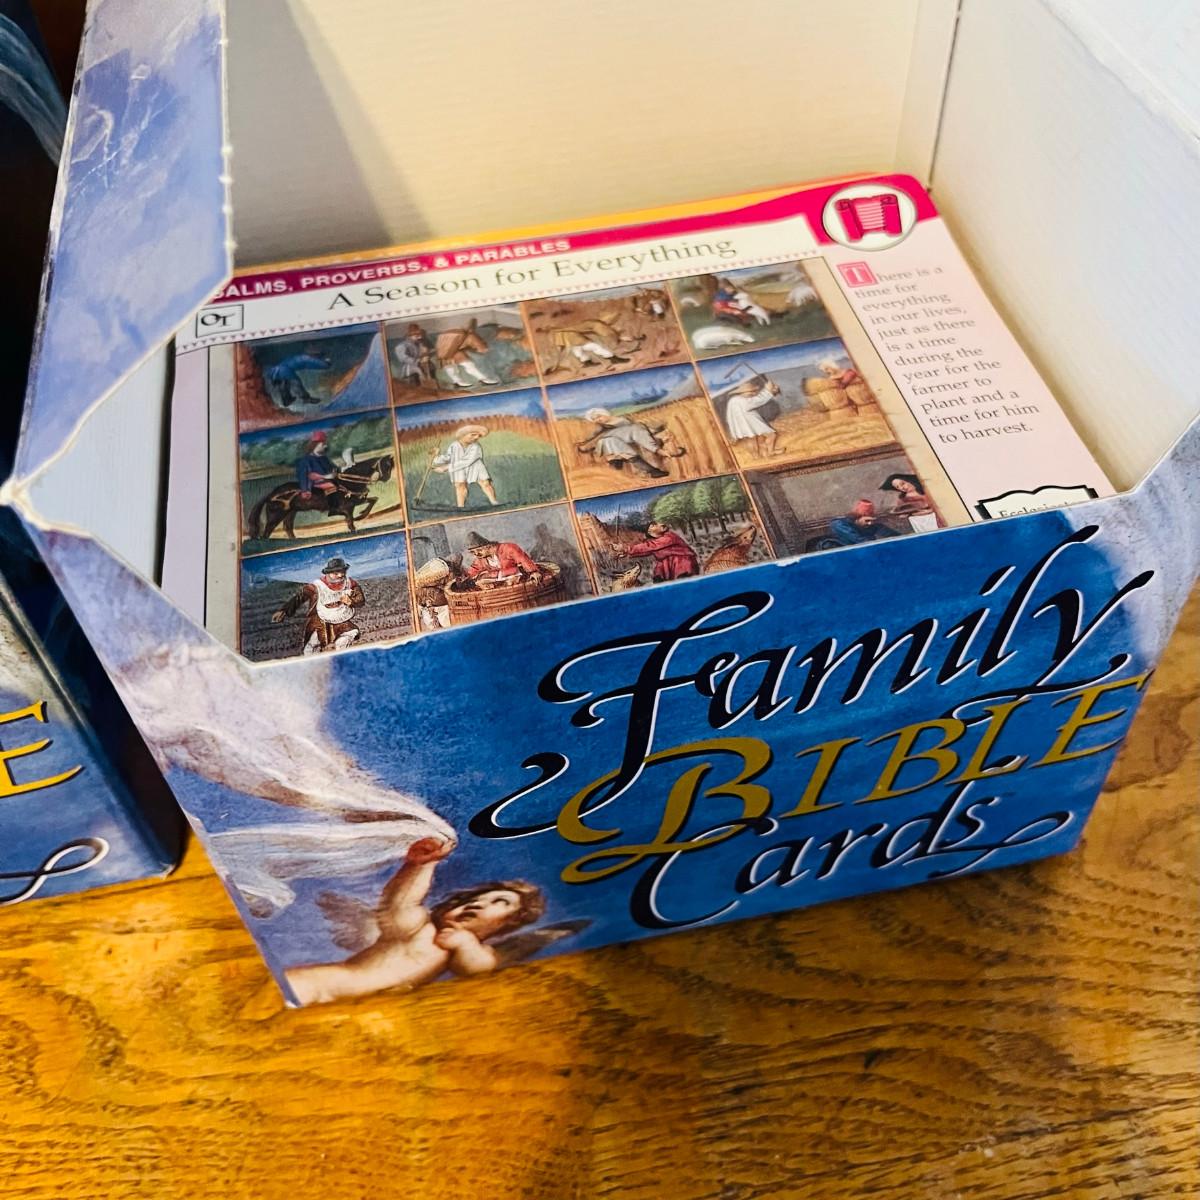 PSALMS, PROVERBS, & PARABLES
A Season for Everything
OT
There is a
time for
everything
in our lives,
just as there
is a time
during the
year for the
farmer to
plant and a
time for him
to harvest.
Family
BIBLE
Cards
E